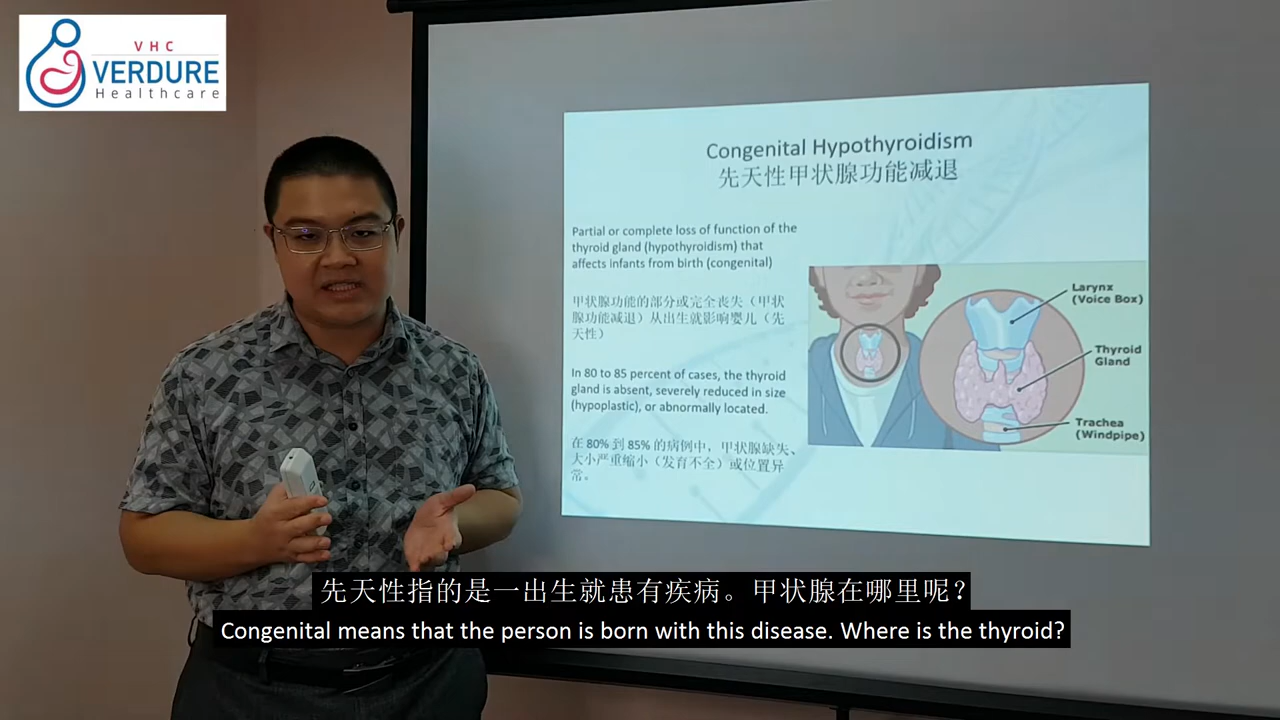 VHC
VERDURE
Healthcare
Congenital Hypothyroidism
先天性甲状腺功能减退
Partial or complete loss of function of the
thyroid gland (hypothyroidism) that
affects infants from birth (congenital)
甲状腺功能的部分或完全丧失（甲状
腺功能减退）从出生就影响婴儿（先
天性）
In 80 to 85 percent of cases, the thyroid
gland is absent, severely reduced in size
(hypoplastic), or abnormally located.
在 80% 到 85% 的病例中，甲状腺缺失、
大小严重缩小（发育不全）或位置异
常。
Larynx
(Voice Box)
Thyroid
Gland
Trachea
(Windpipe)
先天性指的是一出生就患有疾病。甲状腺在哪里呢？
Congenital means that the person is born with this disease. Where is the thyroid?